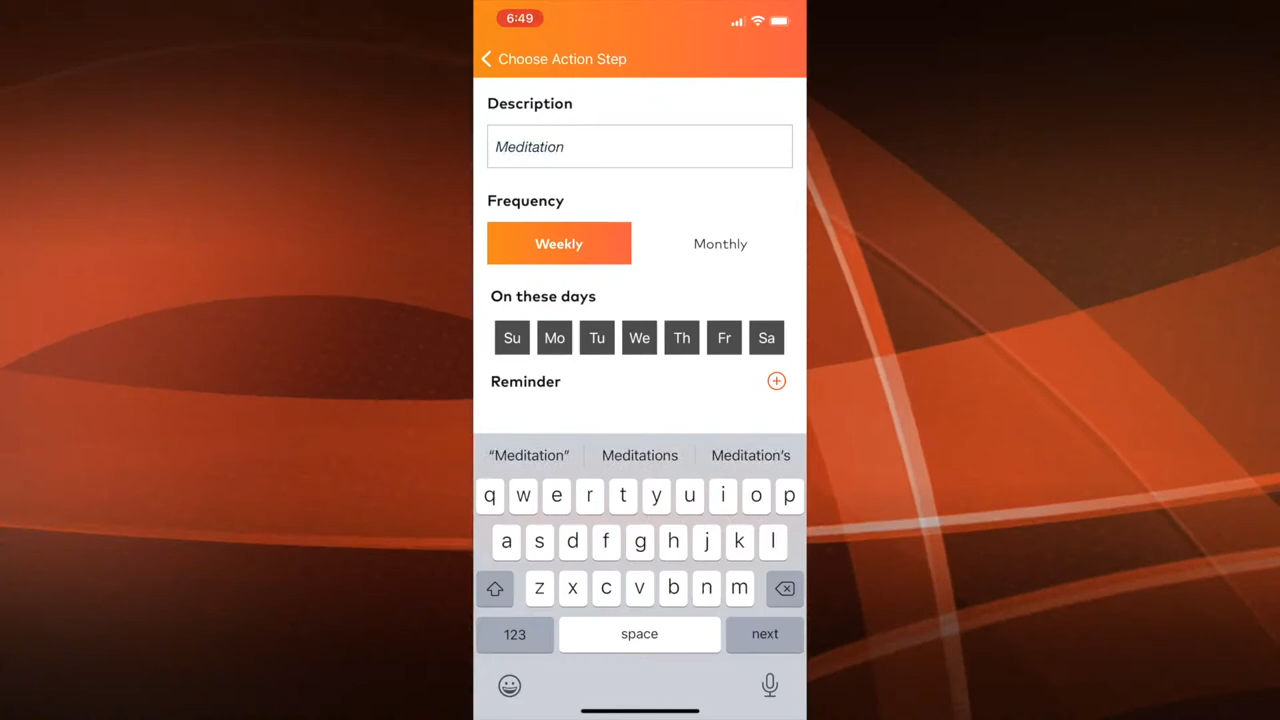 6:49
Choose Action Step
Description
Meditation
Frequency
Weekly Monthly
On these days
Su Mo Tu We Th Fr Sa
Reminder
“Meditation” Meditations Meditation's
q w e r t y u i o p
a s d f g h j k l
z x c v b n m
123 space next